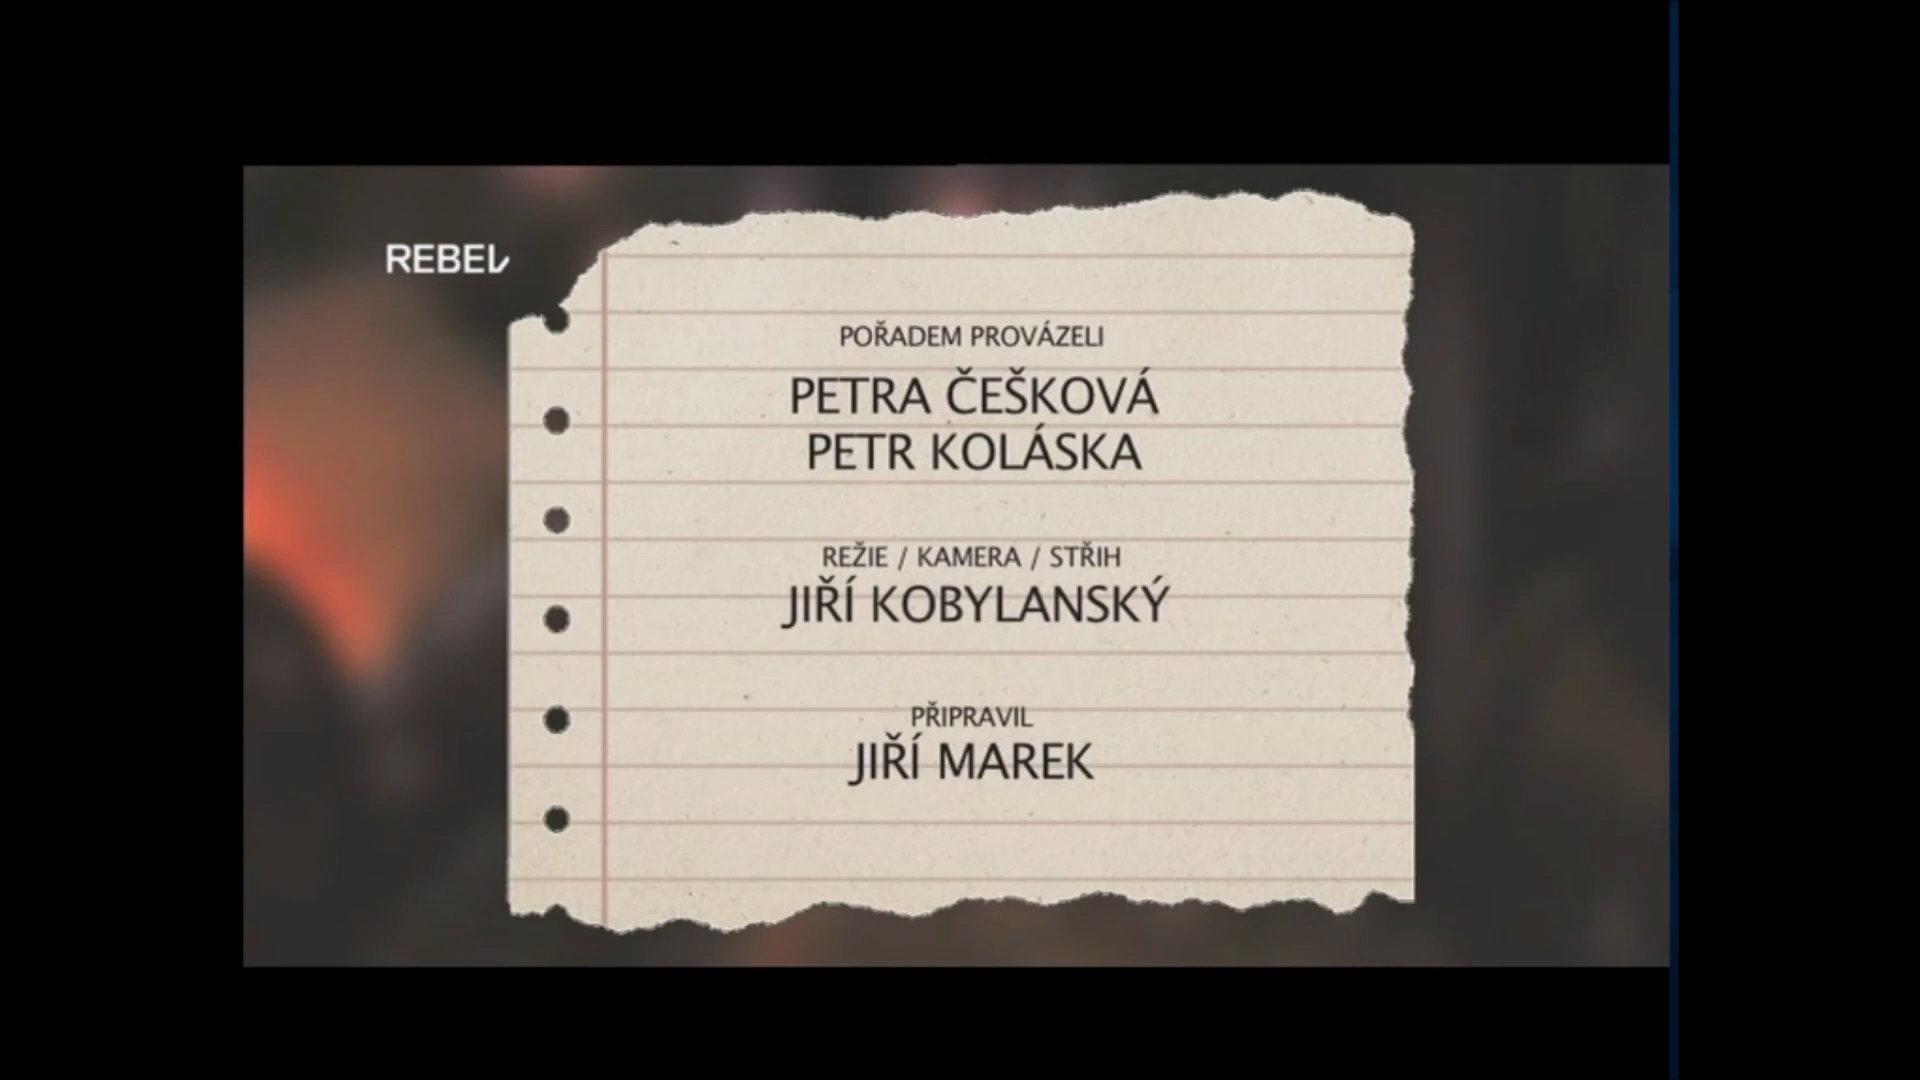 REBEL
POŘADEM PROVÁZELI
PETRA ČEŠKOVÁ
PETR KOLÁSKA
REŽIE / KAMERA / STŘIH
JIŘÍ KOBYLANSKÝ
PŘIPRAVIL
JIŘÍ MAREK